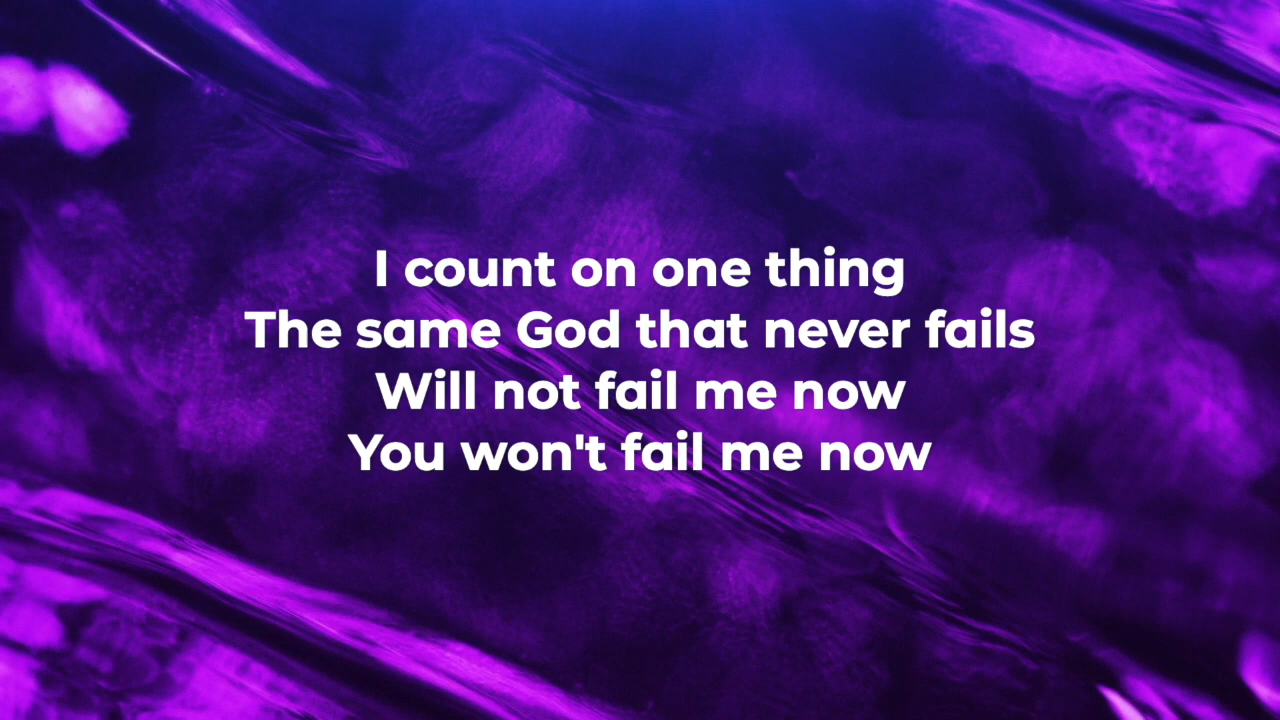 I count on one thing
The same God that never fails
Will not fail me now
You won't fail me now